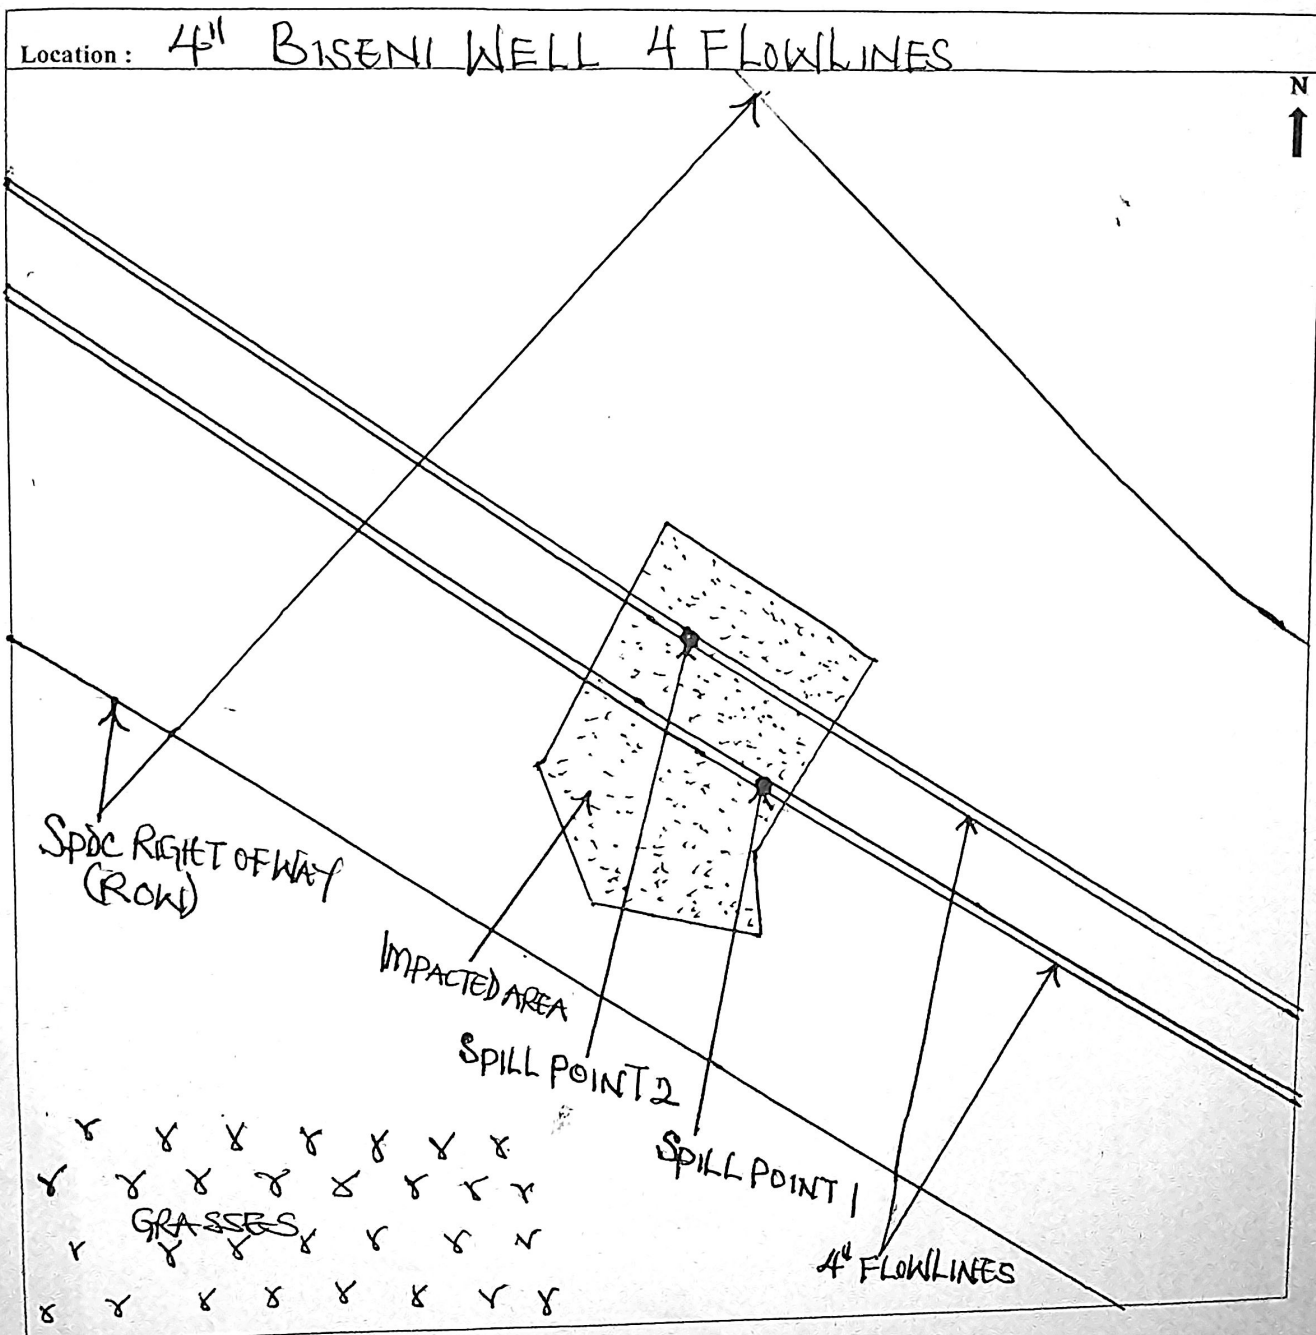 Location : 4" BISENI WELL 4 FLOWLINES
N
SPDC RIGHT OF WAY
(ROW)
IMPACTED AREA
SPILL POINT 2
SPILL POINT 1
GRASSES
4" FLOWLINES